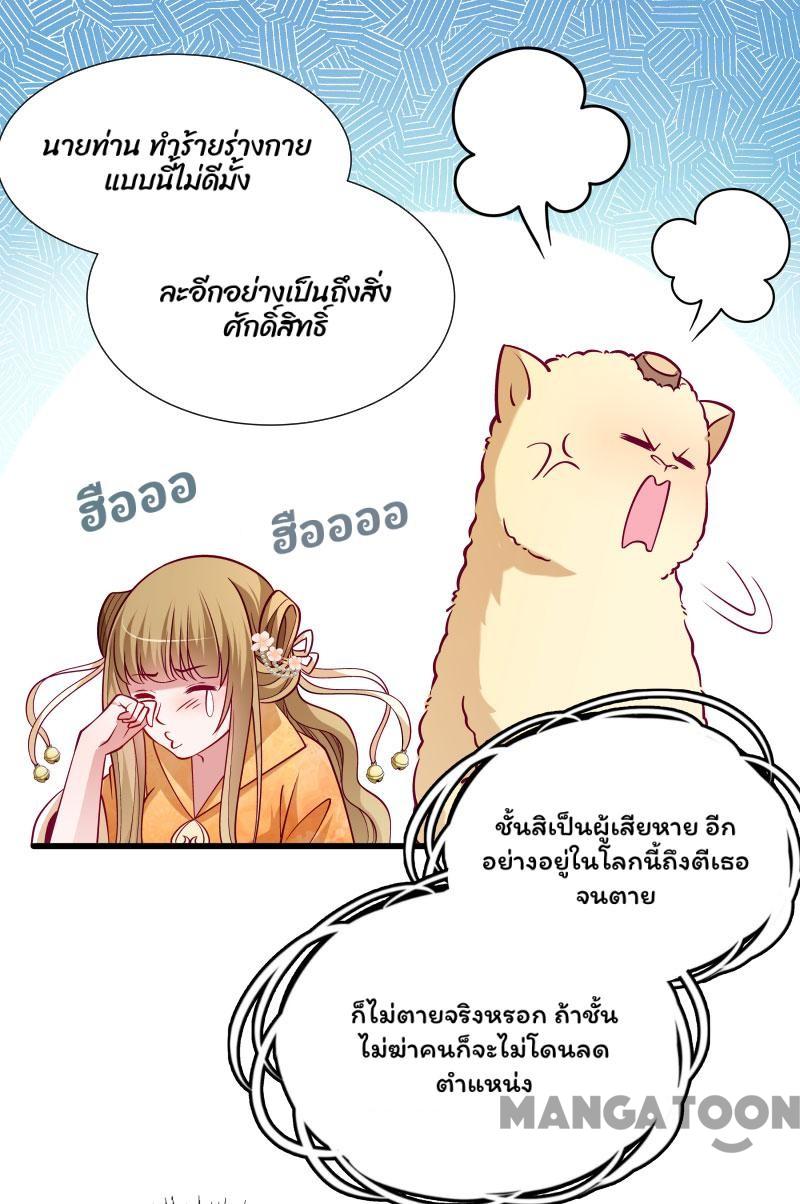 นายท่าน ทำร้ายร่างกาย
แบบนี้ไม่ดีมั้ง
ละอีกอย่างเป็นถึงสิ่ง
ศักดิ์สิทธิ์
ฮือออ
ฮืออออ
ชั้นสิเป็นผู้เสียหาย อีก
อย่างอยู่ในโลกนี้ถึงตีเธอ
จนตาย
ก็ไม่ตายจริงหรอก ถ้าชั้น
ไม่ฆ่าคนก็จะไม่โดนลด
ตำแหน่ง
MANGATOON